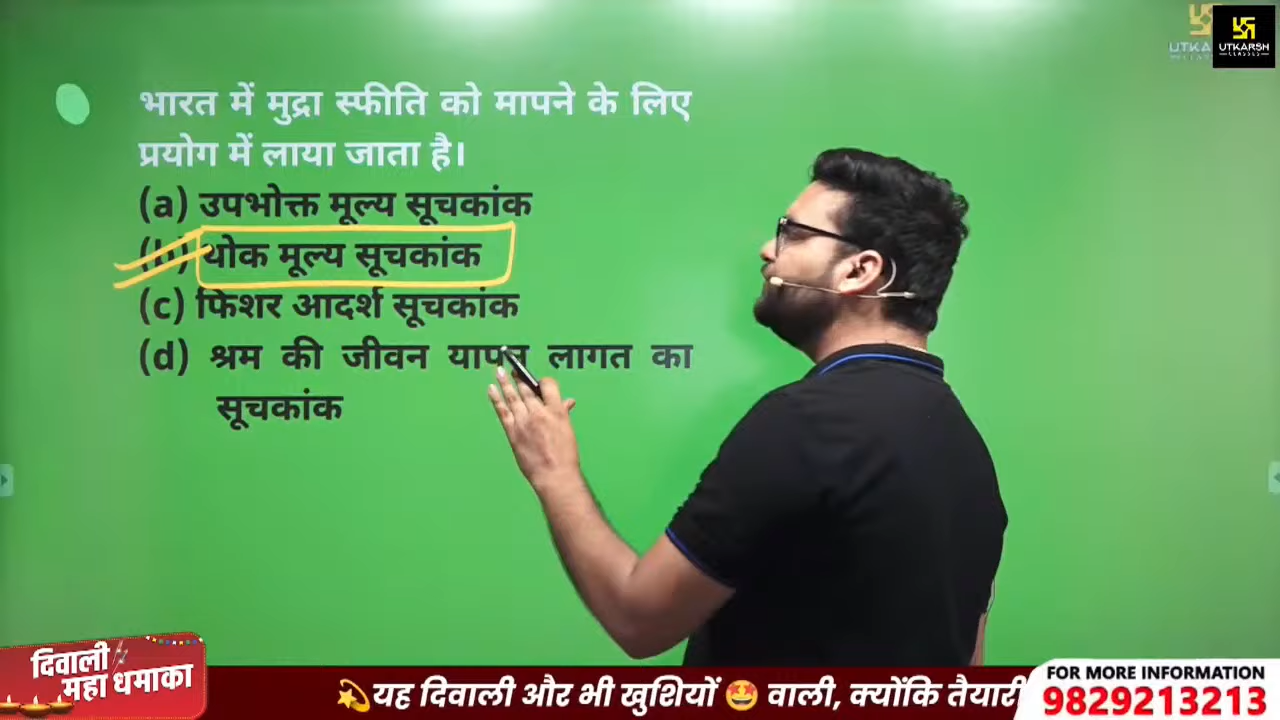 UTKARSH
CLASSES
भारत में मुद्रा स्फीति को मापने के लिए
प्रयोग में लाया जाता है।
(a) उपभोक्त मूल्य सूचकांक
(b) थोक मूल्य सूचकांक
(c) फिशर आदर्श सूचकांक
(d) श्रम की जीवन यापन लागत का
सूचकांक
दिवाली
महा धमाका
यह दिवाली और भी खुशियों 🤩 वाली, क्योंकि तैयारी
FOR MORE INFORMATION
9829213213